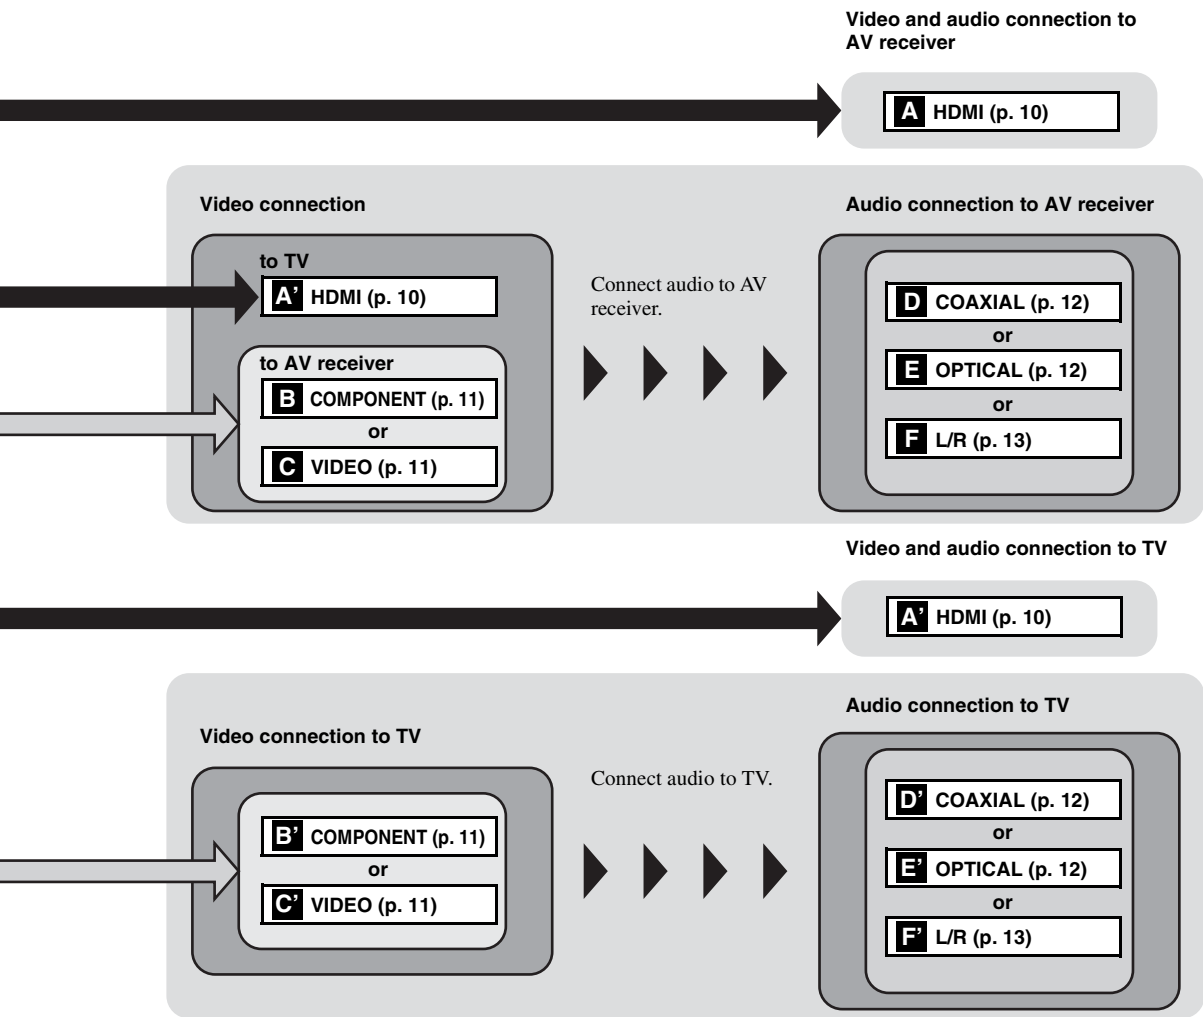 Video and audio connection to
AV receiver
A HDMI (p. 10)
Video connection
to TV
A’ HDMI (p. 10)
to AV receiver
B COMPONENT (p. 11)
or
C VIDEO (p. 11)
Connect audio to AV
receiver.
Audio connection to AV receiver
D COAXIAL (p. 12)
or
E OPTICAL (p. 12)
or
F L/R (p. 13)
Video and audio connection to TV
A’ HDMI (p. 10)
Video connection to TV
B’ COMPONENT (p. 11)
or
C’ VIDEO (p. 11)
Connect audio to TV.
Audio connection to TV
D’ COAXIAL (p. 12)
or
E’ OPTICAL (p. 12)
or
F’ L/R (p. 13)